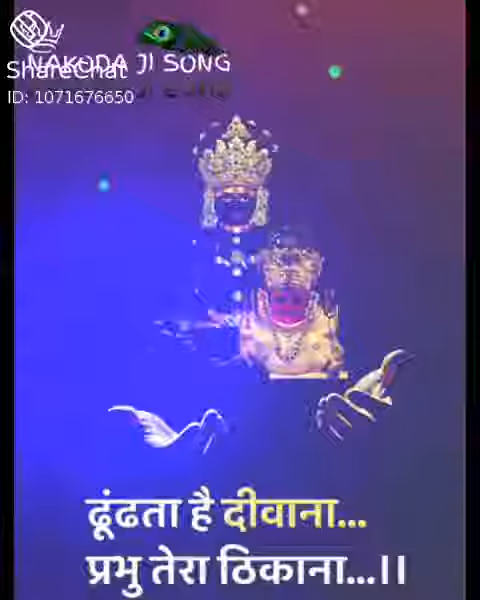 NAKODA JI SONG
ShareChat
ID: 1071676650
ढूंढता है दीवाना...
प्रभु तेरा ठिकाना...।।